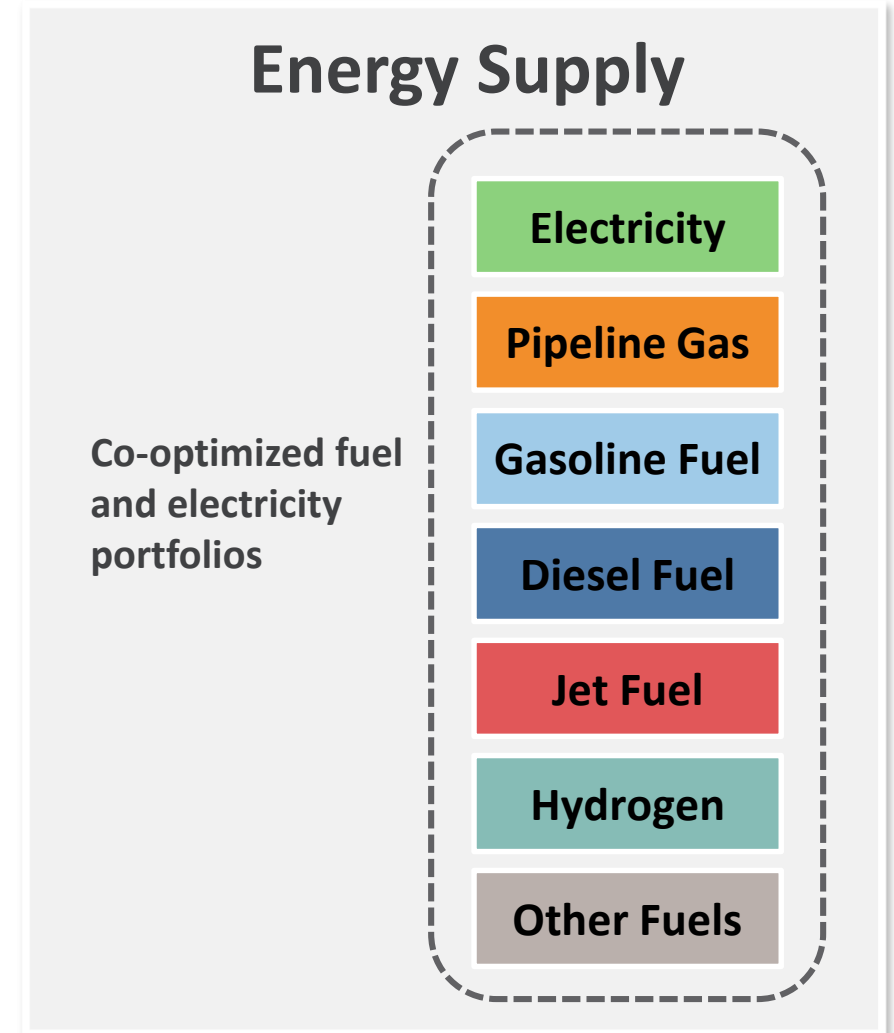 Energy Supply
Electricity
Pipeline Gas
Co-optimized fuel
and electricity
portfolios
Gasoline Fuel
Diesel Fuel
Jet Fuel
Hydrogen
Other Fuels